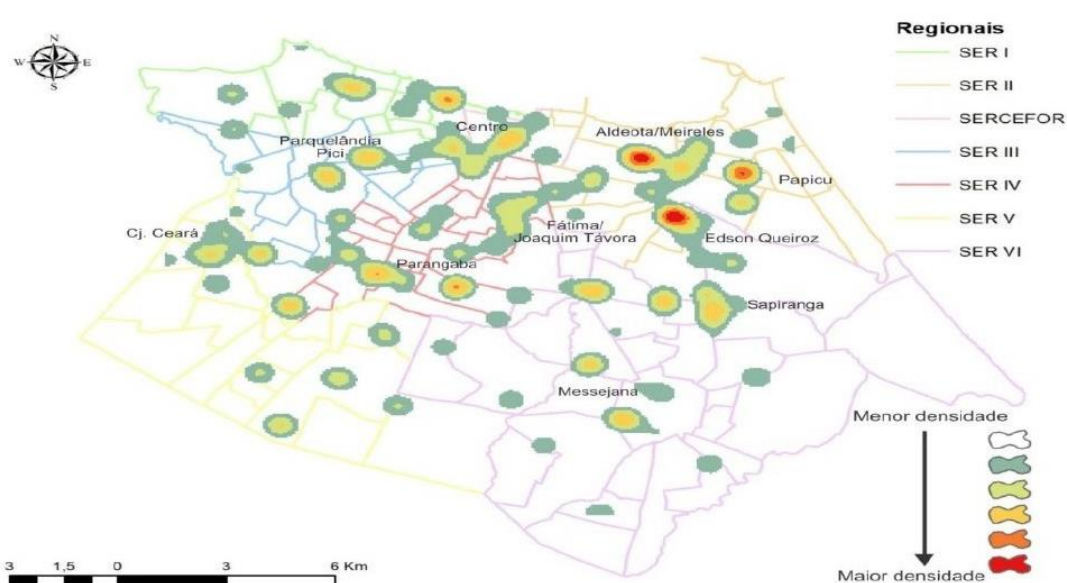 N
W E
S
Regionais
SER I
SER II
SERCEFOR
SER III
SER IV
SER V
SER VI
Centro
Aldeota/Meireles
Parquelândia
Pici
Papicu
Cj. Ceará
Fátima/
Joaquim Távora
Edson Queiroz
Parangaba
Sapiranga
Messejana
Menor densidade
Maior densidade
3 1,5 0 3 6 Km